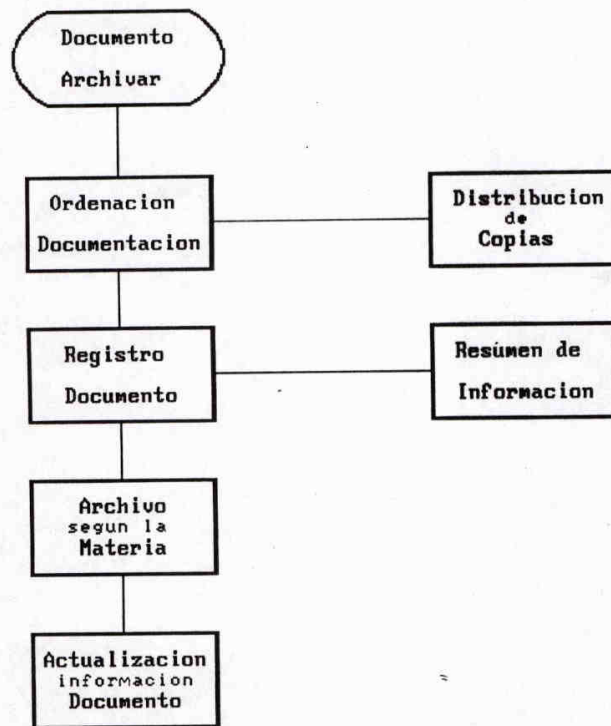 Documento
Archivar
Ordenacion
Documentacion
Distribucion
de
Copias
Registro
Documento
Resúmen de
Informacion
Archivo
segun la
Materia
Actualizacion
informacion
Documento